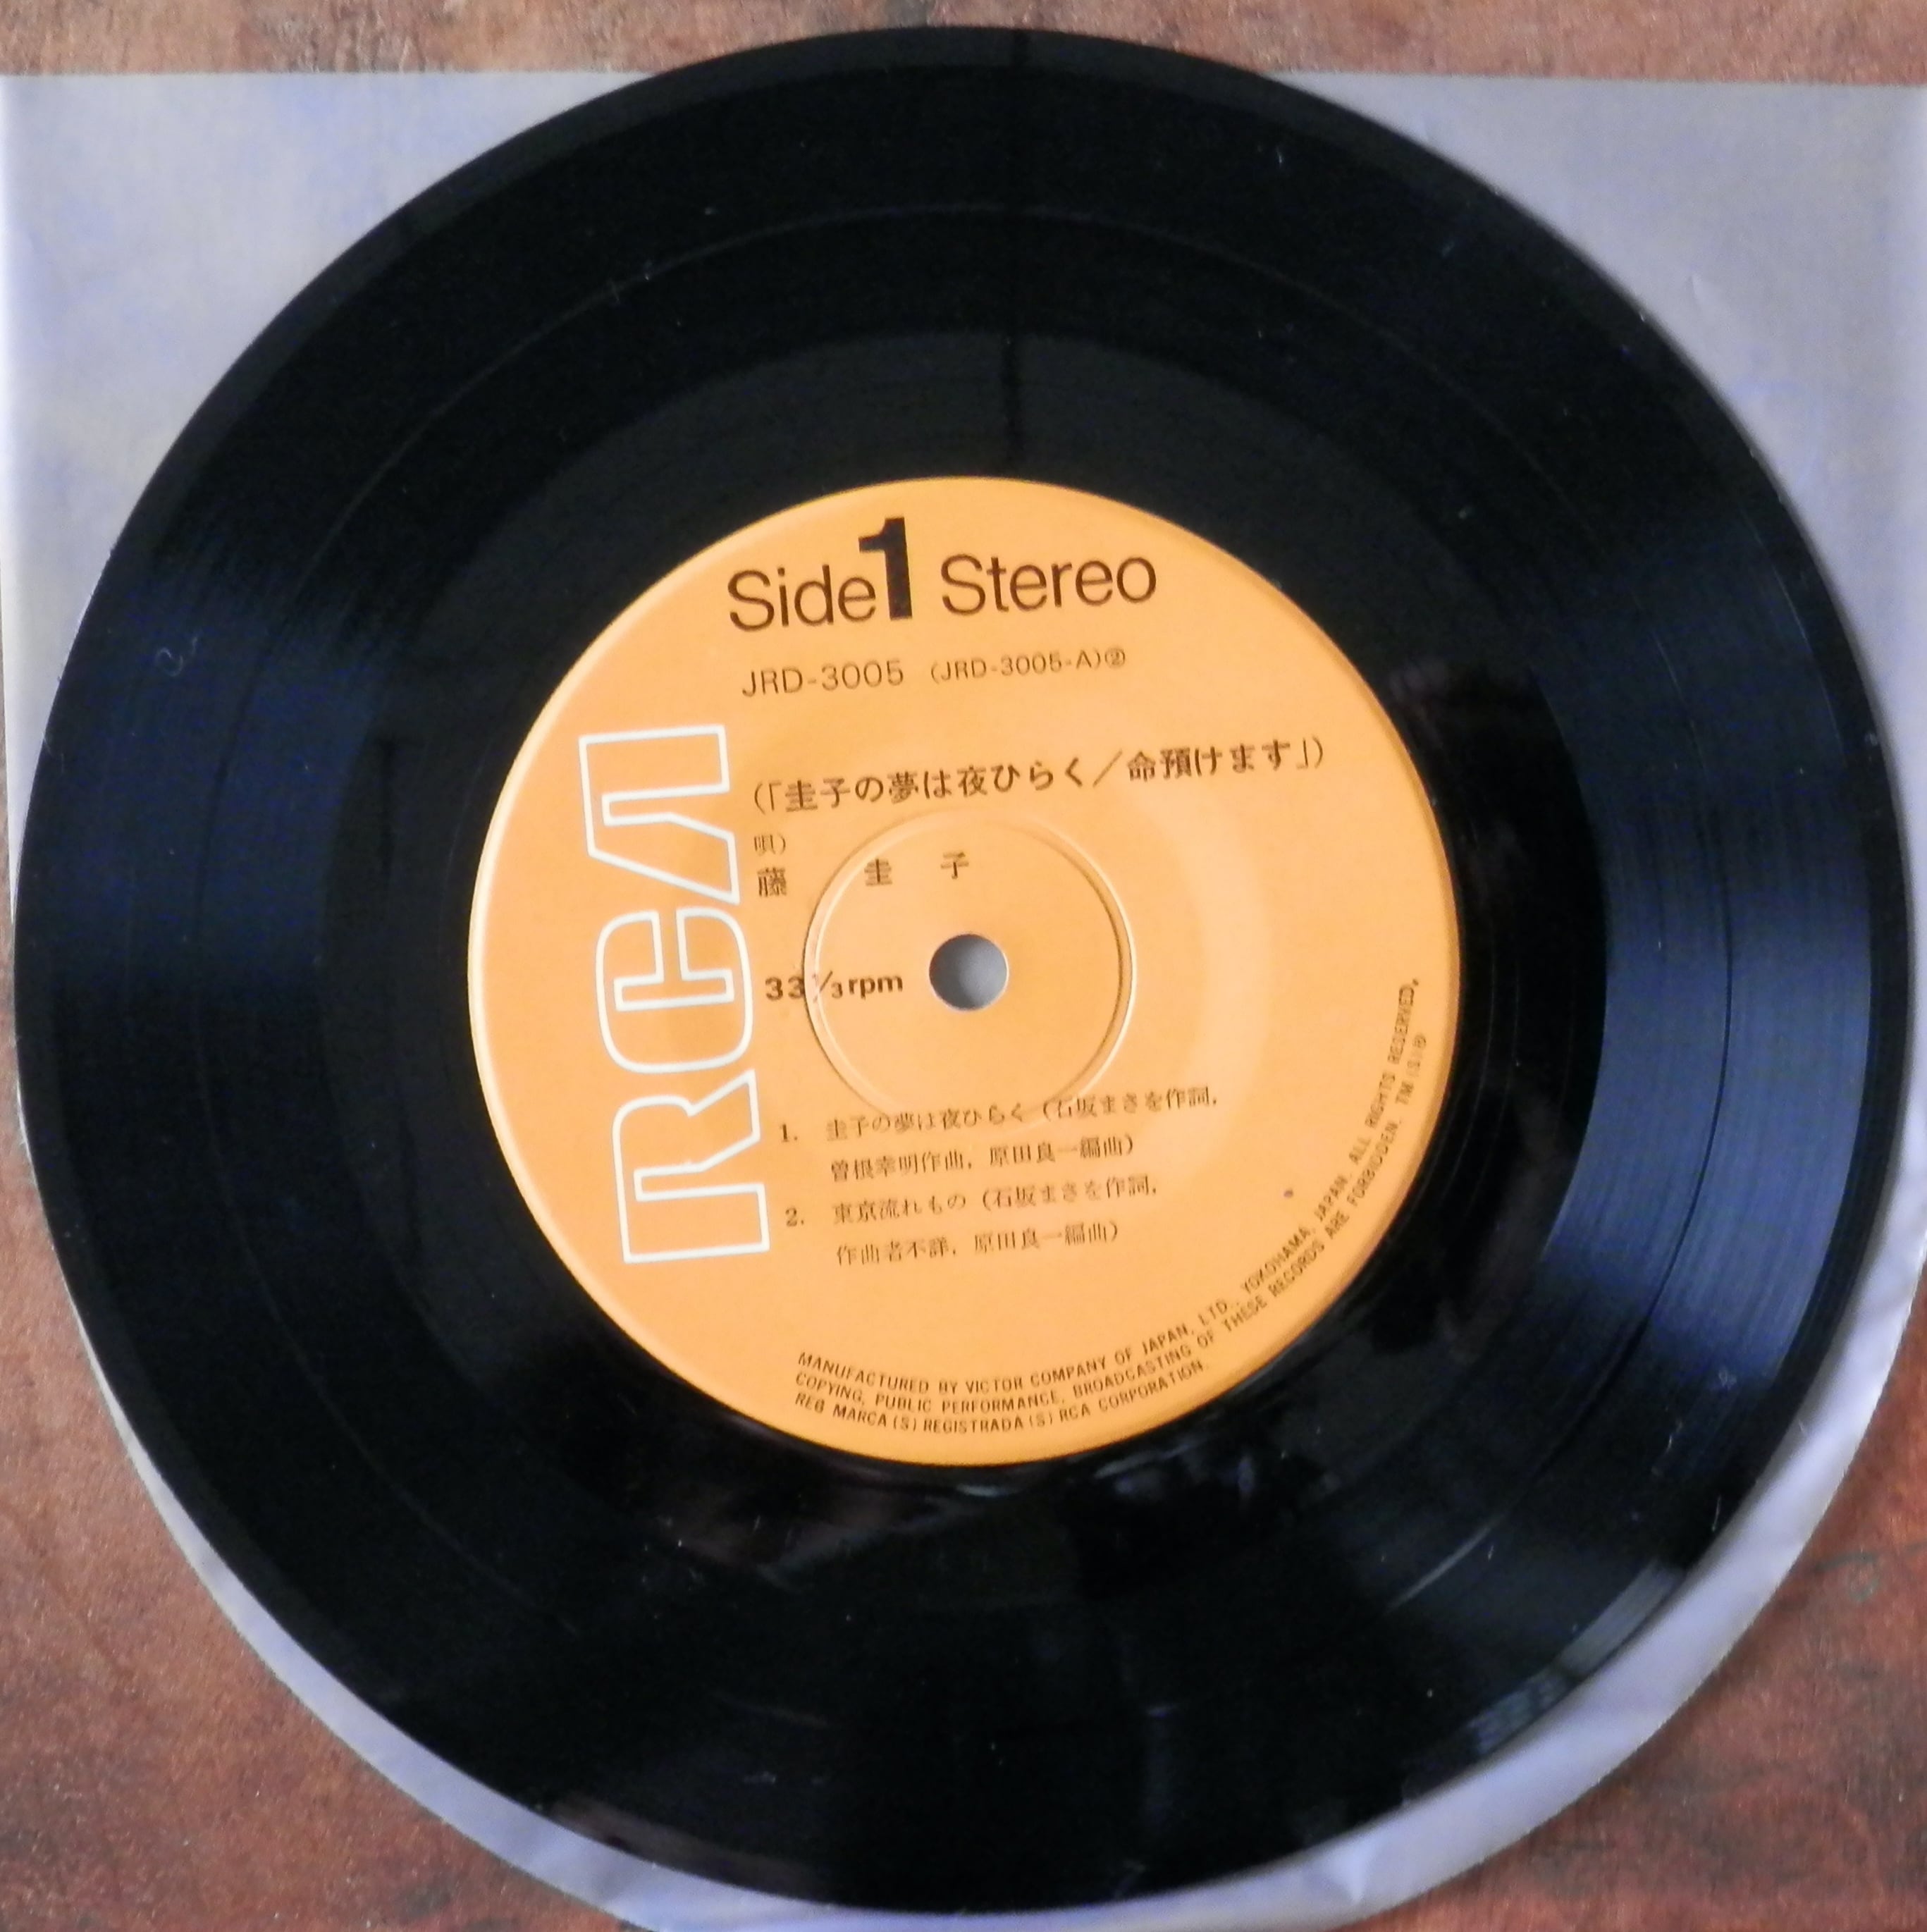 Side 1 Stereo
JRD-3005 (JRD-3005-A)②
(「圭子の夢は夜ひらく／命預けます」)
唄)
藤 圭 子
33⅓rpm
RCA
1. 圭子の夢は夜ひらく (石坂まさを作詞,
曽根幸明作曲, 原田良一編曲)
2. 東京流れもの (石坂まさを作詞,
作曲者不詳, 原田良一編曲)
MANUFACTURED BY VICTOR COMPANY OF JAPAN, LTD., YOKOHAMA, JAPAN. ALL RIGHTS RESERVED,
COPYING, PUBLIC PERFORMANCE, BROADCASTING OF THESE RECORDS ARE FORBIDDEN. TM (S) ®
REG MARCA (S) REGISTRADA (S) RCA CORPORATION.